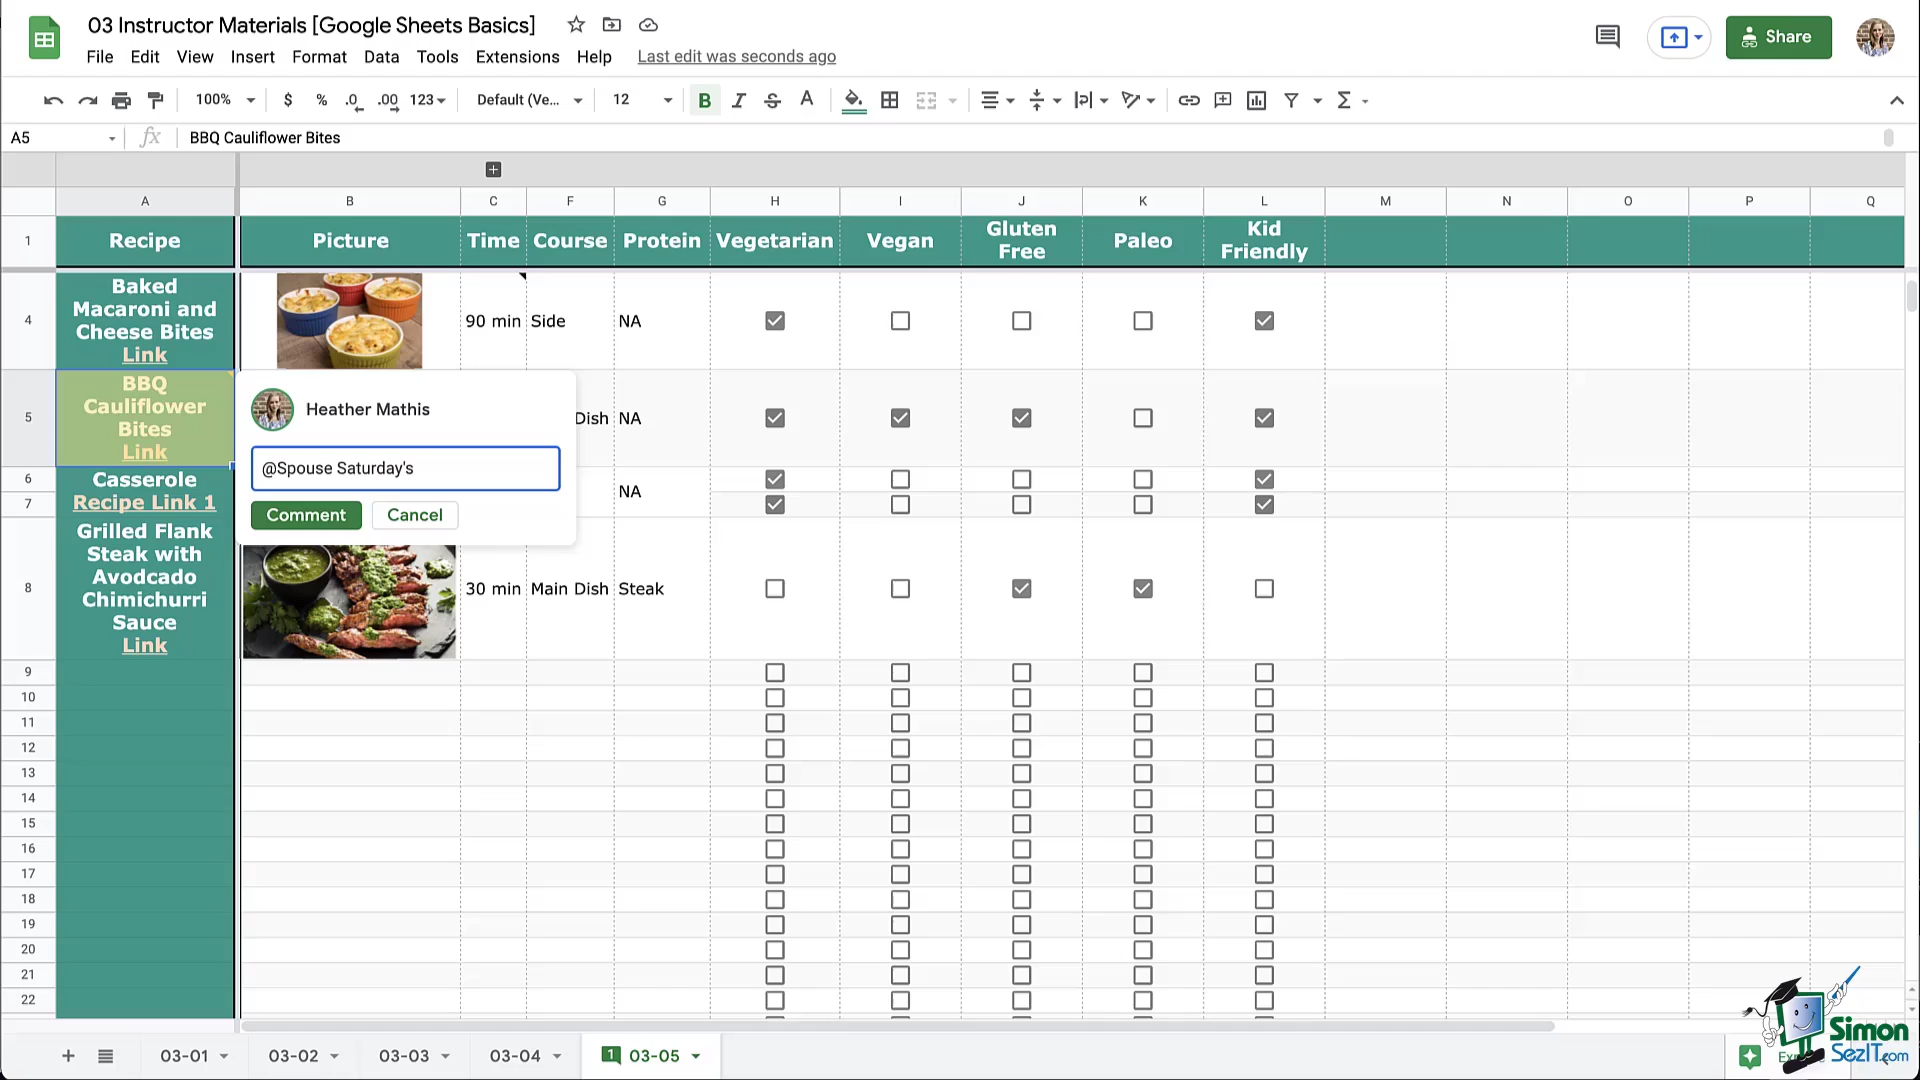 03 Instructor Materials [Google Sheets Basics]
File Edit View Insert Format Data Tools Extensions Help Last edit was seconds ago
Share
100% $ % .0 .00 123 Default (Ve... 12 B I S A Σ
A5 fx BBQ Cauliflower Bites
A B C F G H I J K L M N O P Q
1 Recipe Picture Time Course Protein Vegetarian Vegan Gluten Free Paleo Kid Friendly
4
Baked
Macaroni and
Cheese Bites
Link
90 min Side NA
5
BBQ
Cauliflower
Bites
Link
Heather Mathis
@Spouse Saturday's
Comment Cancel
Dish NA
6 Casserole
7 Recipe Link 1
NA
8
Grilled Flank
Steak with
Avodcado
Chimichurri
Sauce
Link
30 min Main Dish Steak
9
10
11
12
13
14
15
16
17
18
19
20
21
22
+ 03-01 03-02 03-03 03-04 1 03-05
Simon
SezIT.com